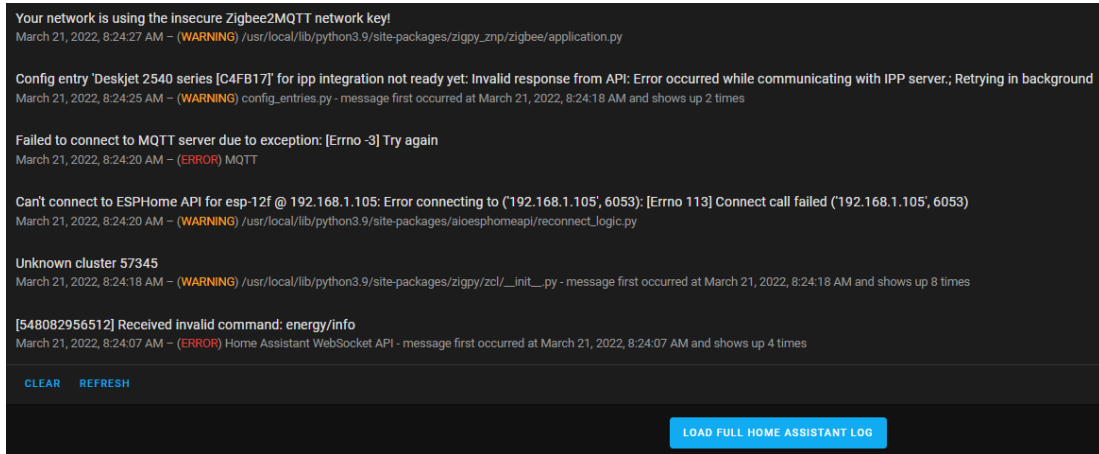 Your network is using the insecure Zigbee2MQTT network key!
March 21, 2022, 8:24:27 AM – (WARNING) /usr/local/lib/python3.9/site-packages/zigpy_znp/zigbee/application.py
Config entry 'Deskjet 2540 series [C4FB17]' for ipp integration not ready yet: Invalid response from API: Error occurred while communicating with IPP server.; Retrying in background
March 21, 2022, 8:24:25 AM – (WARNING) config_entries.py - message first occurred at March 21, 2022, 8:24:18 AM and shows up 2 times
Failed to connect to MQTT server due to exception: [Errno -3] Try again
March 21, 2022, 8:24:20 AM – (ERROR) MQTT
Can't connect to ESPHome API for esp-12f @ 192.168.1.105: Error connecting to ('192.168.1.105', 6053): [Errno 113] Connect call failed ('192.168.1.105', 6053)
March 21, 2022, 8:24:20 AM – (WARNING) /usr/local/lib/python3.9/site-packages/aioesphomeapi/reconnect_logic.py
Unknown cluster 57345
March 21, 2022, 8:24:18 AM – (WARNING) /usr/local/lib/python3.9/site-packages/zigpy/zcl/__init__.py - message first occurred at March 21, 2022, 8:24:18 AM and shows up 8 times
[548082956512] Received invalid command: energy/info
March 21, 2022, 8:24:07 AM – (ERROR) Home Assistant WebSocket API - message first occurred at March 21, 2022, 8:24:07 AM and shows up 4 times
CLEAR REFRESH
LOAD FULL HOME ASSISTANT LOG